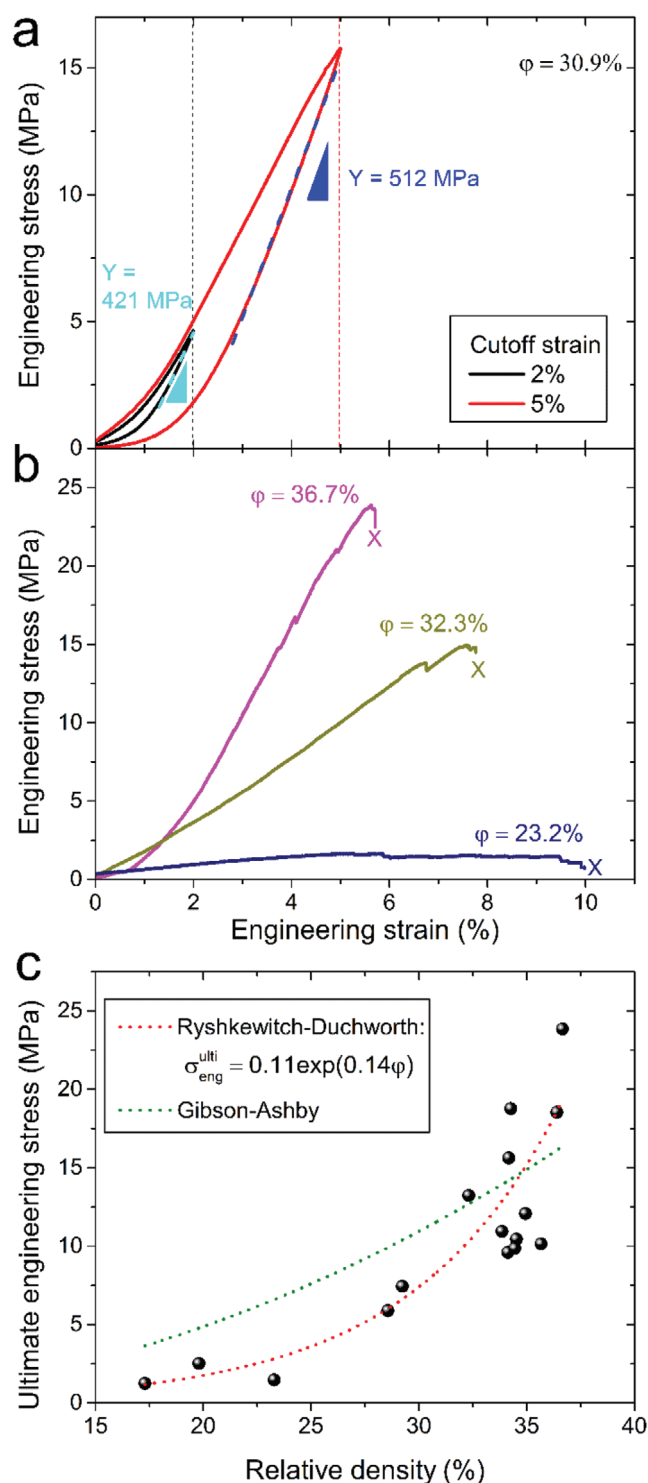 a
φ = 30.9%
Y = 512 MPa
Y =
421 MPa
Cutoff strain
2%
5%
Engineering stress (MPa)
15
10
5
0
b
φ = 36.7%
X
φ = 32.3%
X
φ = 23.2%
X
Engineering stress (MPa)
25
20
15
10
5
0
0 2 4 6 8 10
Engineering strain (%)
c
Ryshkewitch-Duchworth:
σ_eng^ulti = 0.11exp(0.14φ)
Gibson-Ashby
Ultimate engineering stress (MPa)
25
20
15
10
5
0
15 20 25 30 35 40
Relative density (%)